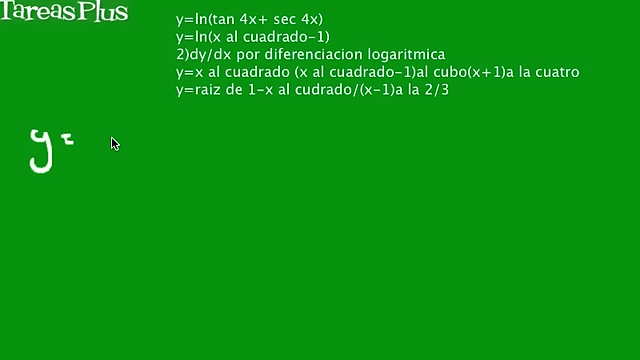 TareasPlus
y=ln(tan 4x+ sec 4x)
y=ln(x al cuadrado-1)
2)dy/dx por diferenciacion logaritmica
y=x al cuadrado (x al cuadrado-1)al cubo(x+1)a la cuatro
y=raiz de 1-x al cudrado/(x-1)a la 2/3
y=